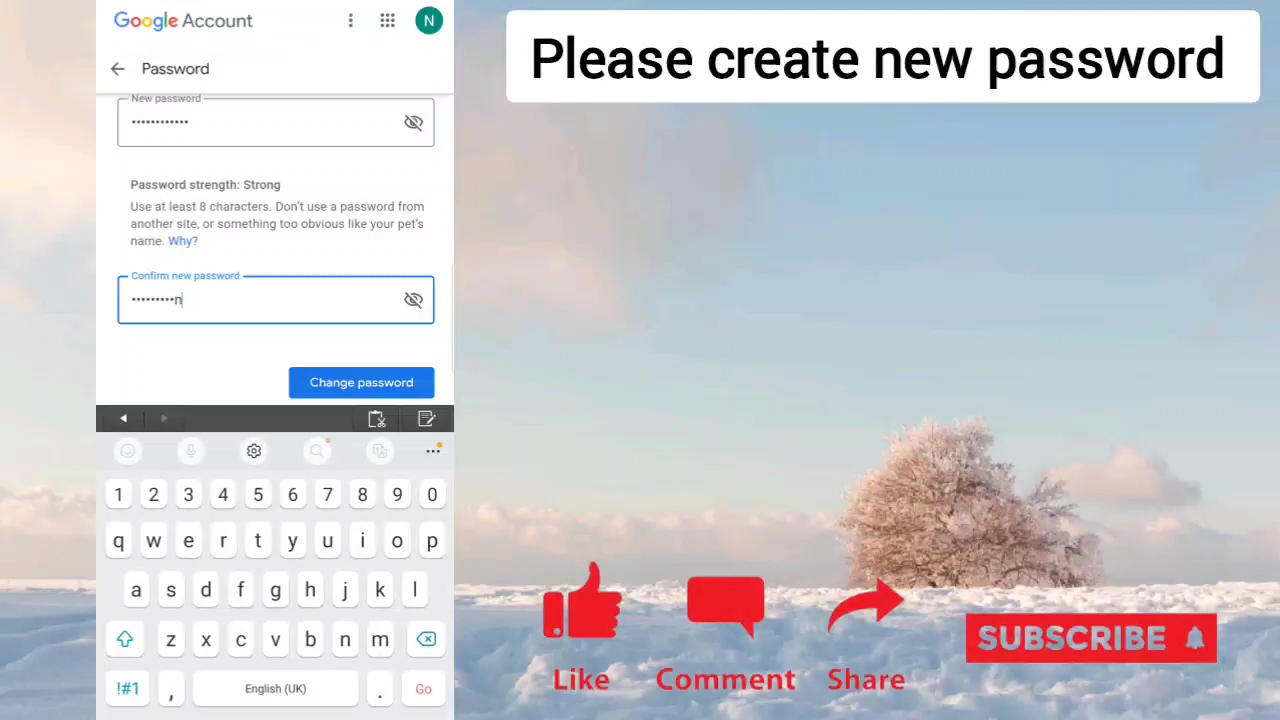 Google Account
N
Password
New password
••••••••••••
Password strength: Strong
Use at least 8 characters. Don't use a password from
another site, or something too obvious like your pet's
name. Why?
Confirm new password
•••••••••n
Change password
1 2 3 4 5 6 7 8 9 0
q w e r t y u i o p
a s d f g h j k l
z x c v b n m
!#1 , English (UK) . Go
Please create new password
Like Comment Share
SUBSCRIBE